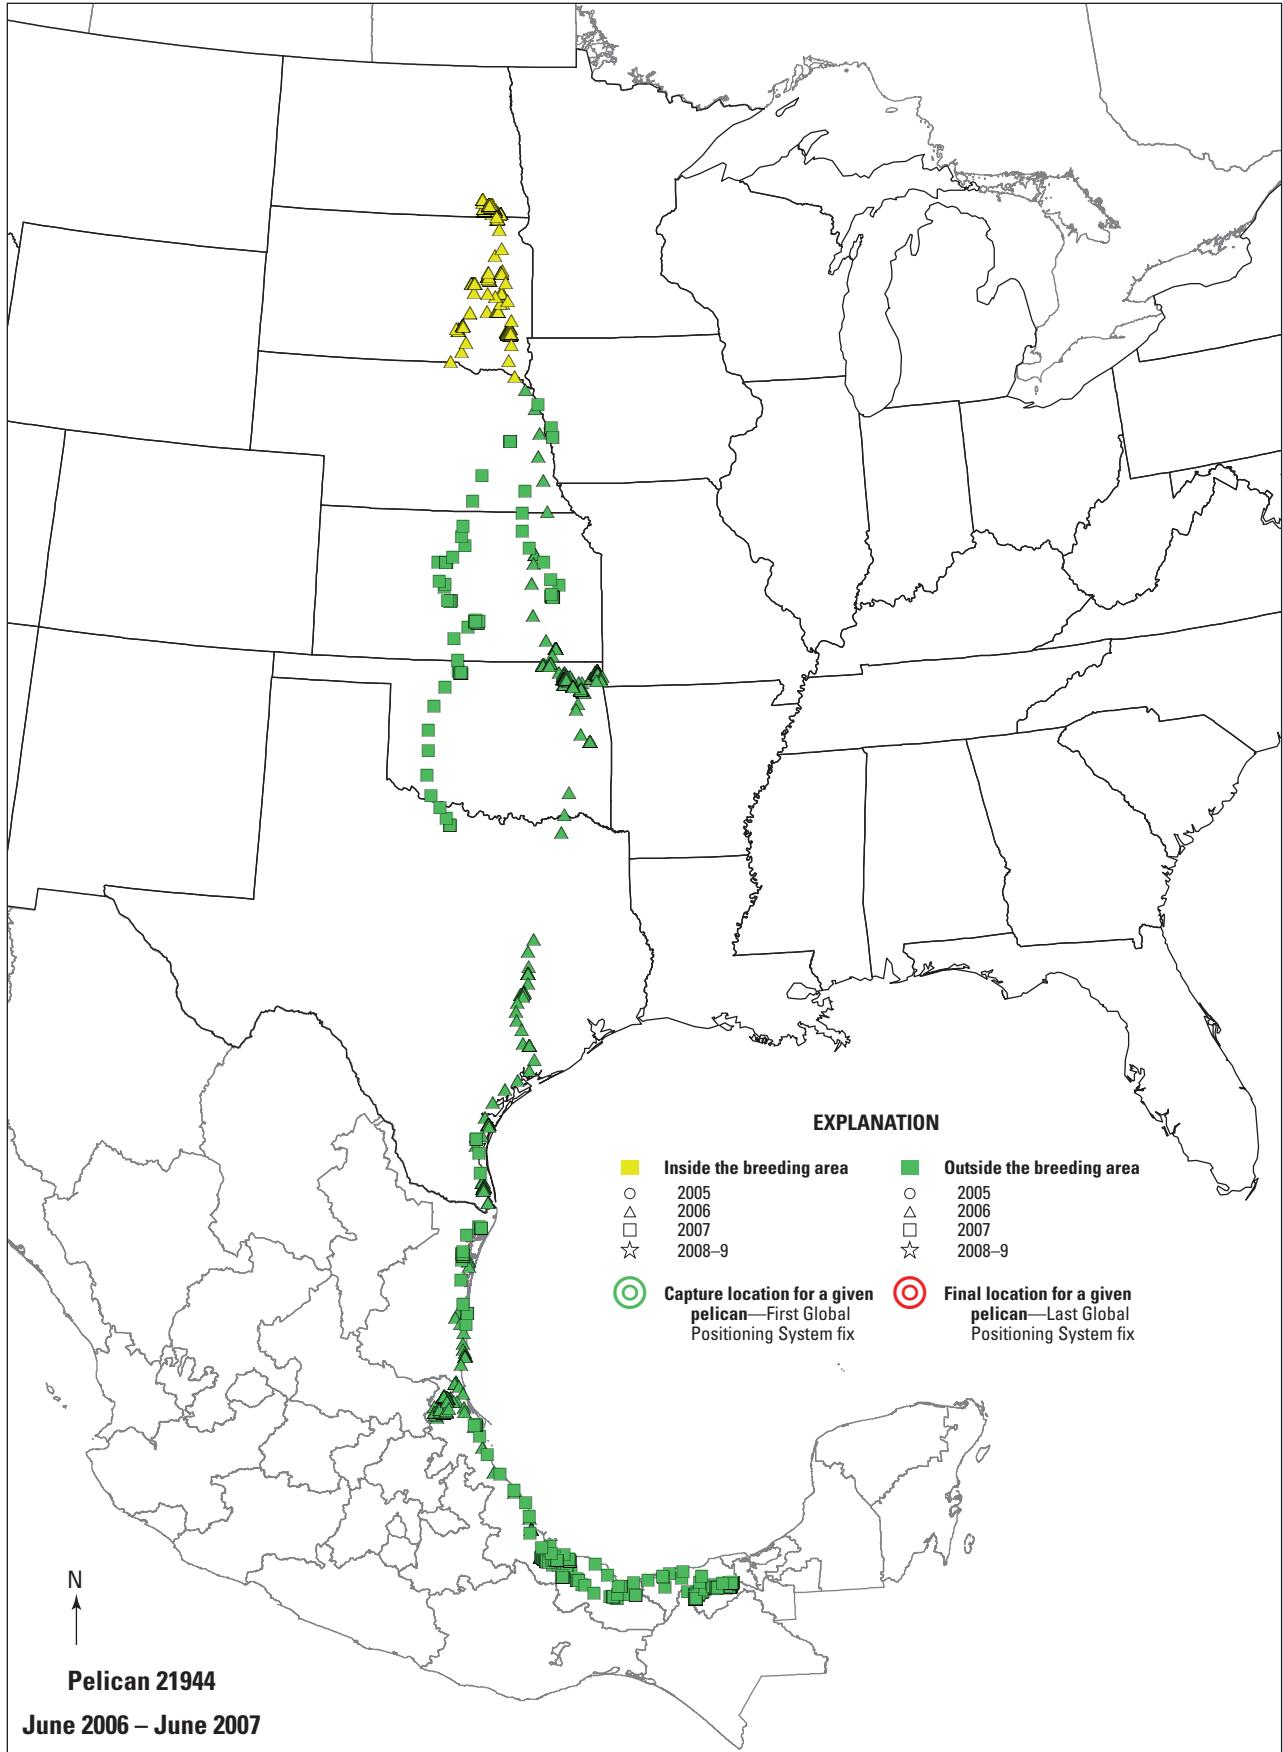 EXPLANATION
Inside the breeding area
2005
2006
2007
2008–9
Outside the breeding area
2005
2006
2007
2008–9
Capture location for a given
pelican—First Global
Positioning System fix
Final location for a given
pelican—Last Global
Positioning System fix
N
Pelican 21944
June 2006 – June 2007